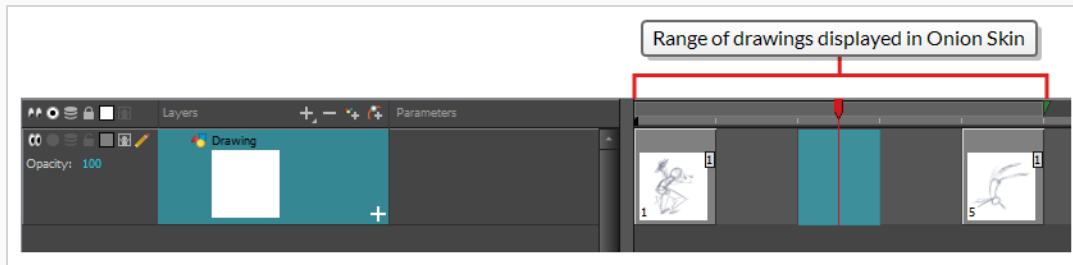 Range of drawings displayed in Onion Skin
Layers
Parameters
Drawing
Opacity: 100
1
1
1
5